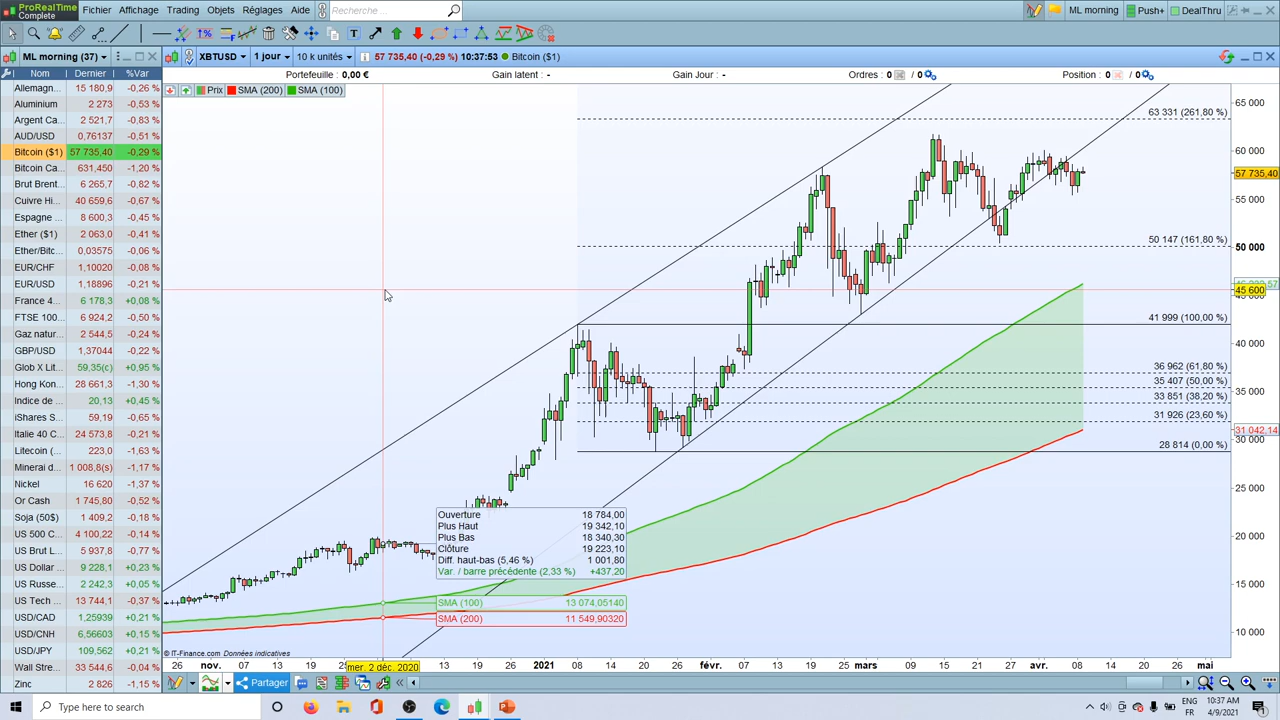 ProRealTime
Complete
Fichier Affichage Trading Objets Réglages Aide Recherche ... ML morning Push+ DealThru
ML morning (37) XBTUSD 1 jour 10 k unités 57 735,40 (-0,29 %) 10:37:53 Bitcoin ($1)
Nom Dernier %Var
Portefeuille : 0,00 € Gain latent : - Gain Jour : - Ordres : 0 / 0 Position : 0 / 0
Prix SMA (200) SMA (100)
Allemagn... 15 180,9 -0,26 %
Aluminium 2 273 -0,53 %
Argent Ca... 2 521,7 -0,83 %
AUD/USD 0,76137 -0,51 %
Bitcoin ($1) 57 735,40 -0,29 %
Bitcoin Ca... 631,450 -1,20 %
Brut Brent... 6 265,7 -0,82 %
Cuivre Hi... 40 659,6 -0,67 %
Espagne ... 8 600,3 -0,45 %
Ether ($1) 2 063,0 -0,41 %
Ether/Bitc... 0,03575 -0,06 %
EUR/CHF 1,10020 -0,08 %
EUR/USD 1,18896 -0,21 %
France 4... 6 178,3 +0,08 %
FTSE 100... 6 924,2 -0,50 %
Gaz natur... 2 544,5 -0,24 %
GBP/USD 1,37044 -0,22 %
Glob X Lit... 59,35(c) +0,95 %
Hong Kon... 28 661,3 -1,30 %
Indice de ... 20,13 +0,45 %
iShares S... 59,19 -0,65 %
Italie 40 C... 24 573,8 -0,21 %
Litecoin (... 223,0 -1,63 %
Minerai d... 1 008,8(s) -1,17 %
Nickel 16 620 -1,37 %
Or Cash 1 745,80 -0,52 %
Soja (50$) 1 409,2 -0,18 %
US 500 C... 4 100,22 -0,14 %
US Brut L... 5 937,8 -0,77 %
US Dollar ... 9 228,1 +0,23 %
US Russe... 2 242,3 +0,05 %
US Tech ... 13 744,1 -0,37 %
USD/CAD 1,25939 +0,21 %
USD/CNH 6,56603 +0,15 %
USD/JPY 109,562 +0,21 %
Wall Stre... 33 544,6 -0,04 %
Zinc 2 826 -1,15 %
63 331 (261,80 %)
50 147 (161,80 %)
41 999 (100,00 %)
36 962 (61,80 %)
35 407 (50,00 %)
33 851 (38,20 %)
31 926 (23,60 %)
28 814 (0,00 %)
65 000
60 000
57 735,40
55 000
50 000
45 600
40 000
35 000
31 042,14
30 000
25 000
20 000
15 000
10 000
Ouverture 18 784,00
Plus Haut 19 342,10
Plus Bas 18 340,30
Clôture 19 223,10
Diff. haut-bas (5,46 %) 1 001,80
Var. / barre précédente (2,33 %) +437,20
SMA (100) 13 074,05140
SMA (200) 11 549,90320
© IT-Finance.com Données indicatives
26 nov. 07 13 19 mer. 2 déc. 2020 13 19 26 2021 08 14 20 26 févr. 07 13 19 25 mars 09 15 21 27 avr. 14 20 26 mai
Partager
Type here to search
EN
FR
10:37 AM
4/9/2021